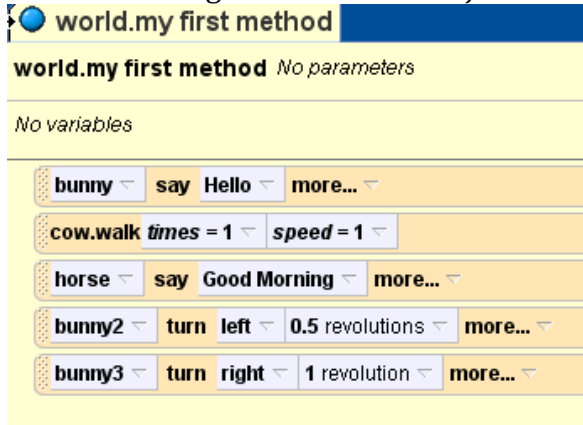 world.my first method
world.my first method No parameters
No variables
bunny say Hello more...
cow.walk times = 1 speed = 1
horse say Good Morning more...
bunny2 turn left 0.5 revolutions more...
bunny3 turn right 1 revolution more...